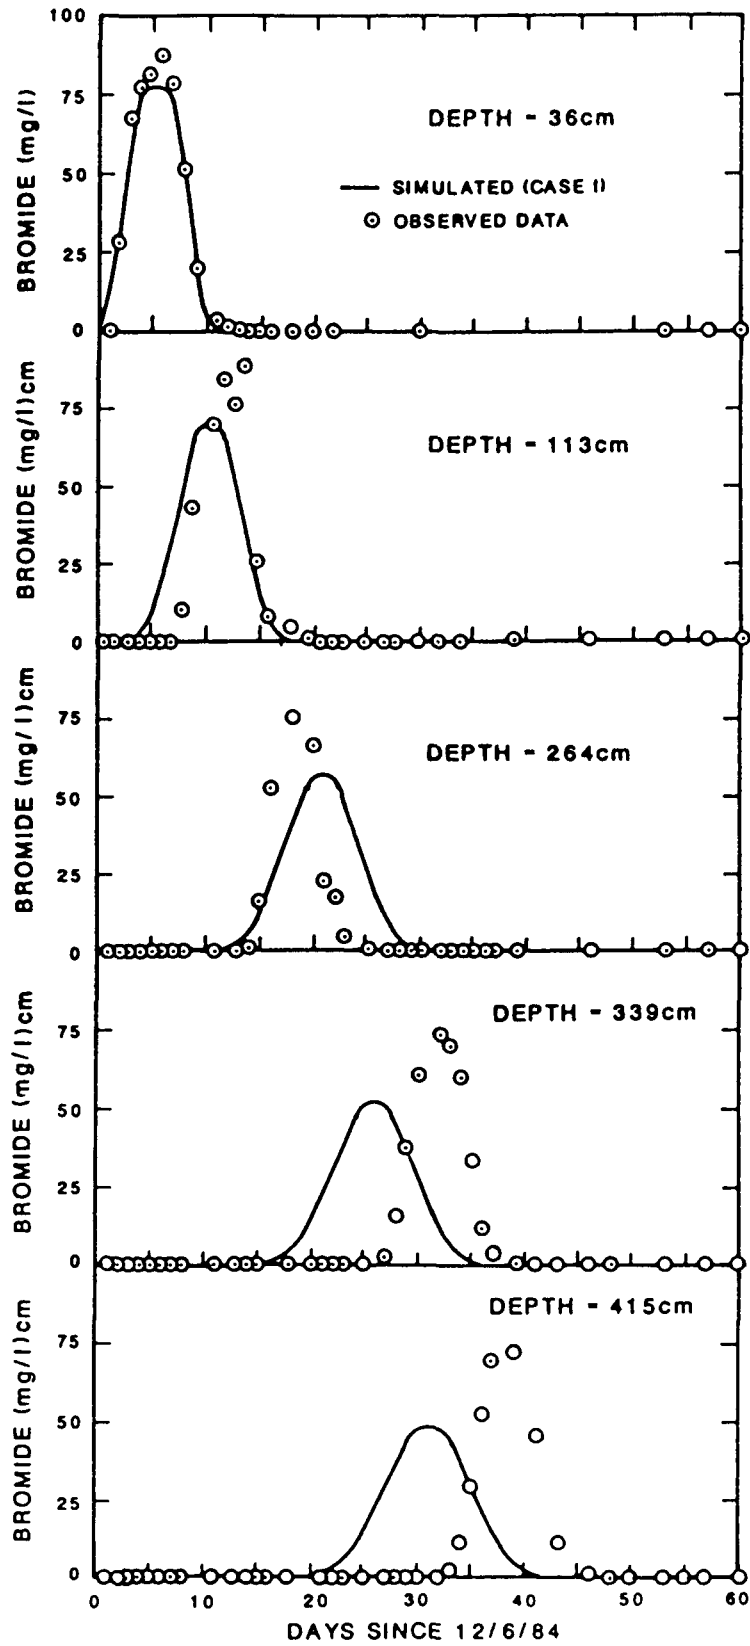 100
75
50
25
0
BROMIDE (mg/l)
DEPTH - 36cm
SIMULATED (CASE I)
OBSERVED DATA
75
50
25
0
BROMIDE (mg/l)cm
DEPTH - 113cm
75
50
25
0
BROMIDE (mg/l)cm
DEPTH - 264cm
75
50
25
0
BROMIDE (mg/l)cm
DEPTH - 339cm
75
50
25
0
BROMIDE (mg/l)cm
DEPTH - 415cm
0 10 20 30 40 50 60
DAYS SINCE 12/6/84